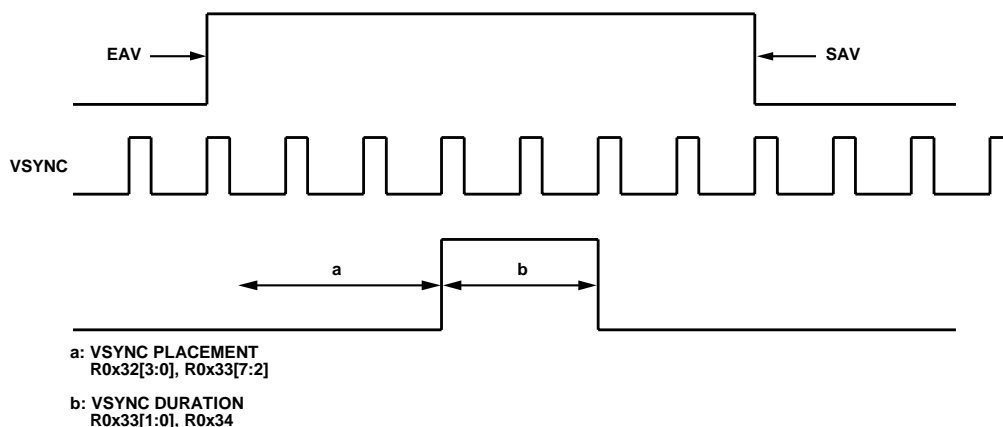 EAV
SAV
VSYNC
a
b
a: VSYNC PLACEMENT
R0x32[3:0], R0x33[7:2]
b: VSYNC DURATION
R0x33[1:0], R0x34